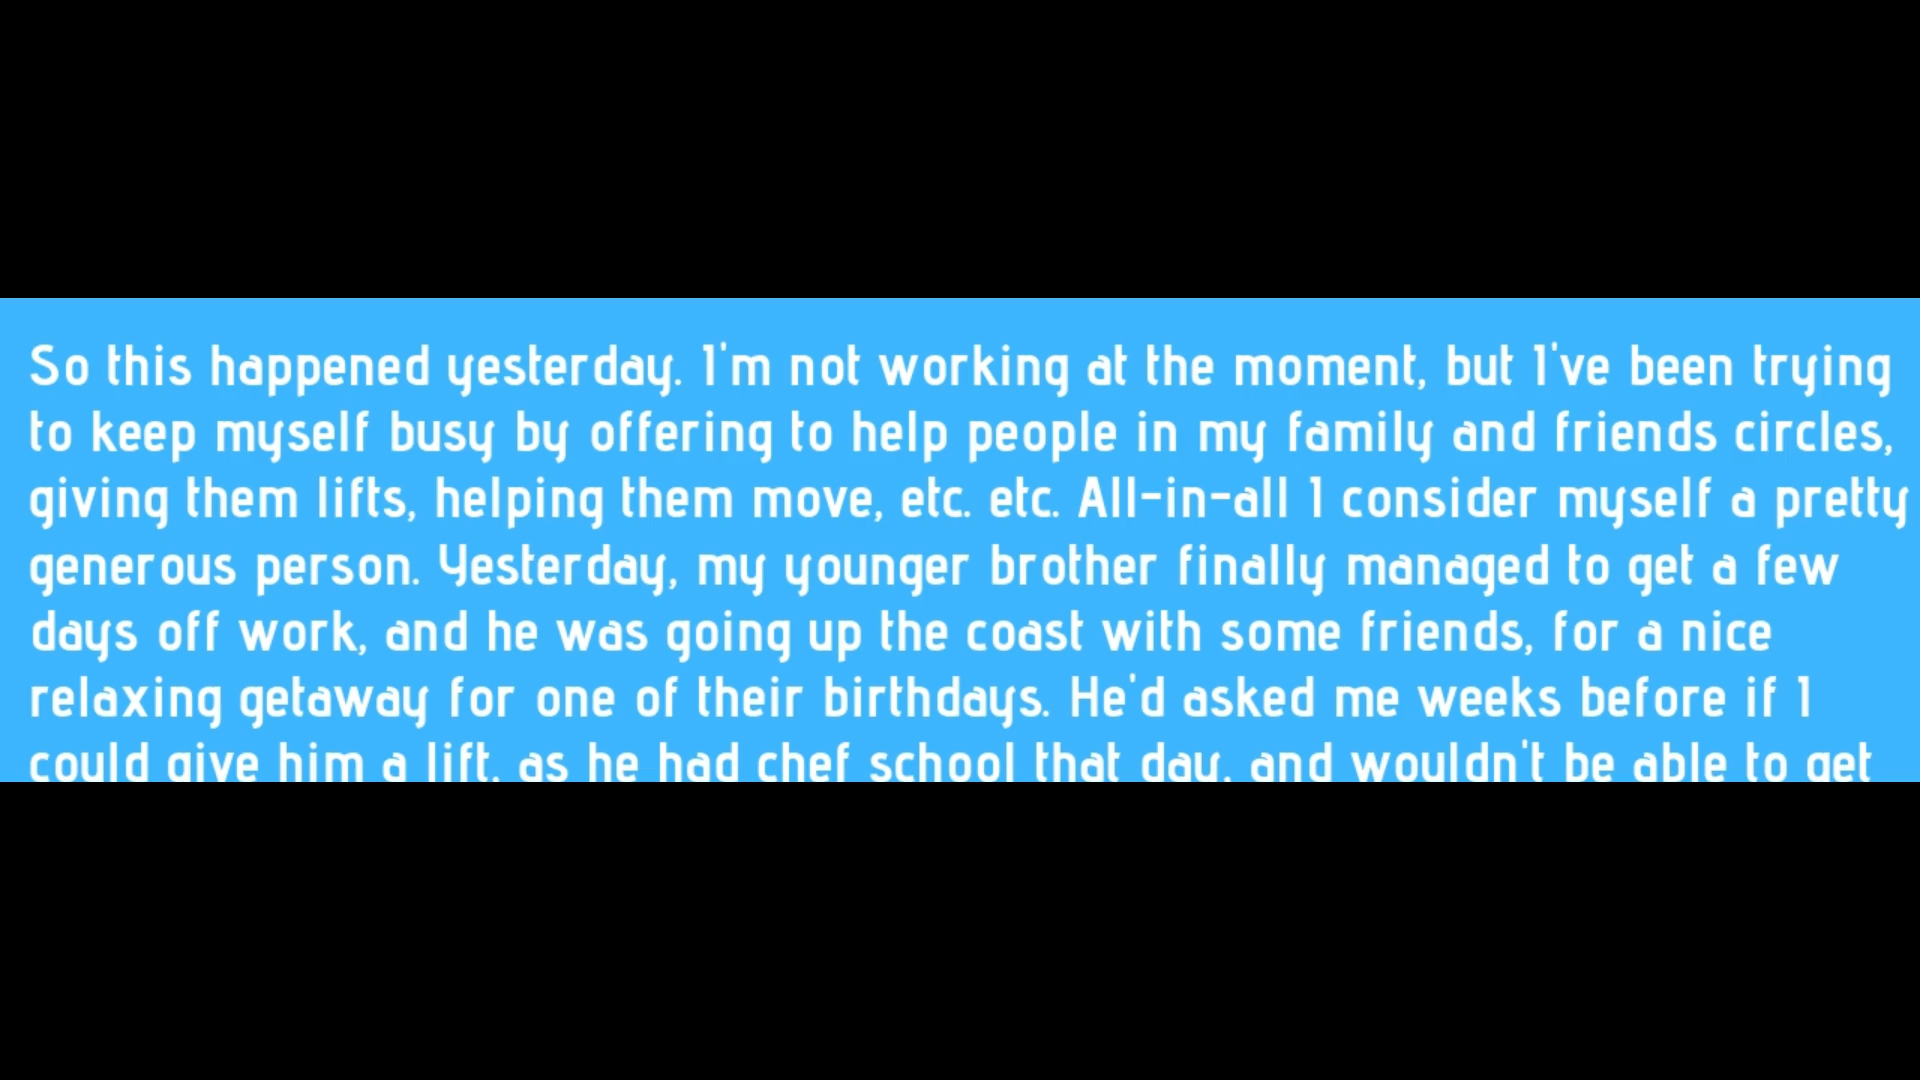 So this happened yesterday. I'm not working at the moment, but I've been trying
to keep myself busy by offering to help people in my family and friends circles,
giving them lifts, helping them move, etc. etc. All-in-all I consider myself a pretty
generous person. Yesterday, my younger brother finally managed to get a few
days off work, and he was going up the coast with some friends, for a nice
relaxing getaway for one of their birthdays. He'd asked me weeks before if I
could give him a lift, as he had chef school that day, and wouldn't be able to get